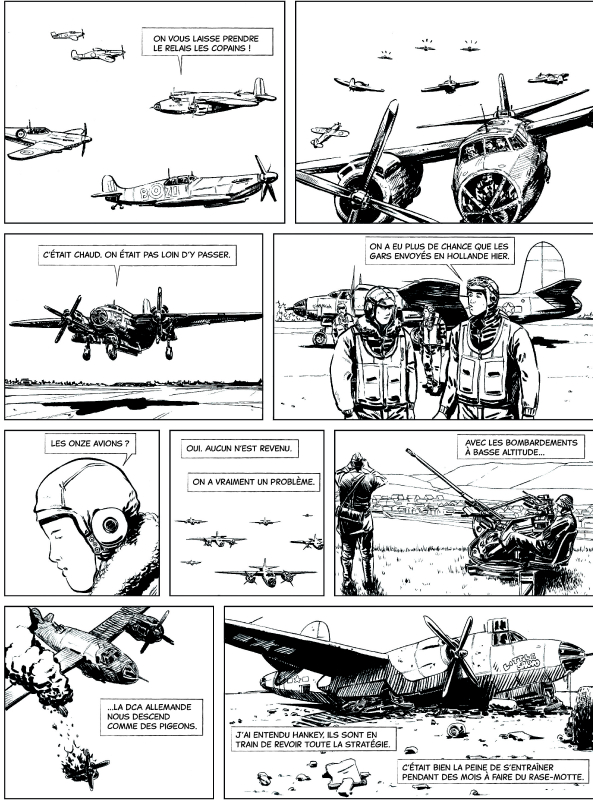 ON VOUS LAISSE PRENDRE
LE RELAIS LES COPAINS !
C'ÉTAIT CHAUD. ON ÉTAIT PAS LOIN D'Y PASSER.
ON A EU PLUS DE CHANCE QUE LES
GARS ENVOYÉS EN HOLLANDE HIER.
LES ONZE AVIONS ?
OUI. AUCUN N'EST REVENU.
ON A VRAIMENT UN PROBLÈME.
AVEC LES BOMBARDEMENTS
À BASSE ALTITUDE...
...LA DCA ALLEMANDE
NOUS DESCEND
COMME DES PIGEONS.
LITTLE
J'AI ENTENDU HANKEY, ILS SONT EN
TRAIN DE REVOIR TOUTE LA STRATÉGIE.
C'ÉTAIT BIEN LA PEINE DE S'ENTRAÎNER
PENDANT DES MOIS À FAIRE DU RASE-MOTTE.